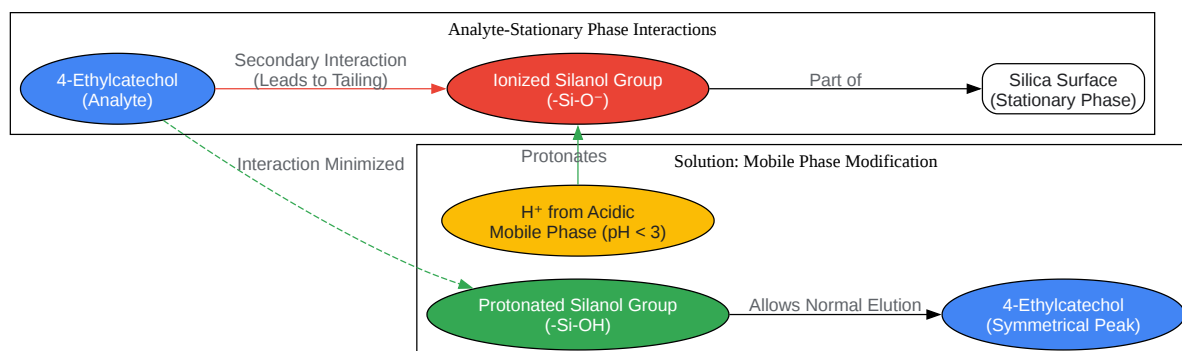 Analyte-Stationary Phase Interactions
4-Ethylcatechol
(Analyte)
Secondary Interaction
(Leads to Tailing)
Ionized Silanol Group
(-Si-O⁻)
Part of
Silica Surface
(Stationary Phase)
Interaction Minimized
Protonates
Solution: Mobile Phase Modification
H⁺ from Acidic
Mobile Phase (pH < 3)
Protonated Silanol Group
(-Si-OH)
Allows Normal Elution
4-Ethylcatechol
(Symmetrical Peak)